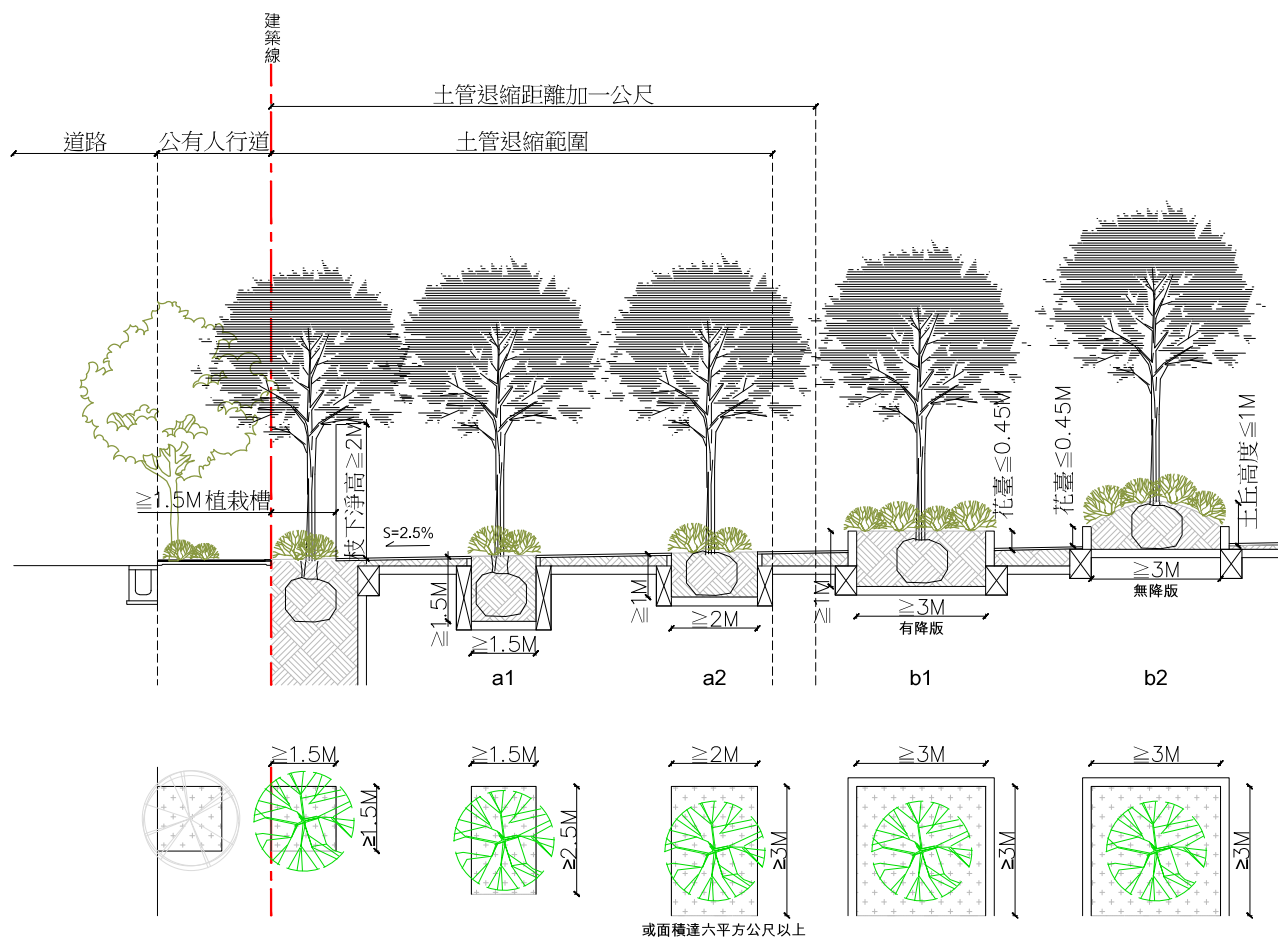 建築線
土管退縮距離加一公尺
道路
公有人行道
土管退縮範圍
≧1.5M植栽槽
技下淨高≧2M
S=2.5%
花臺≦0.45M
花臺≦0.45M
土丘高度≦1M
≧1.5M
≧1M
≧1M
≧1.5M
≧2M
≧3M
有降版
≧3M
無降版
a1
a2
b1
b2
≧1.5M
≧1.5M
≧2M
≧3M
≧3M
≧1.5M
≧2.5M
≧3M
≧3M
≧3M
或面積達六平方公尺以上